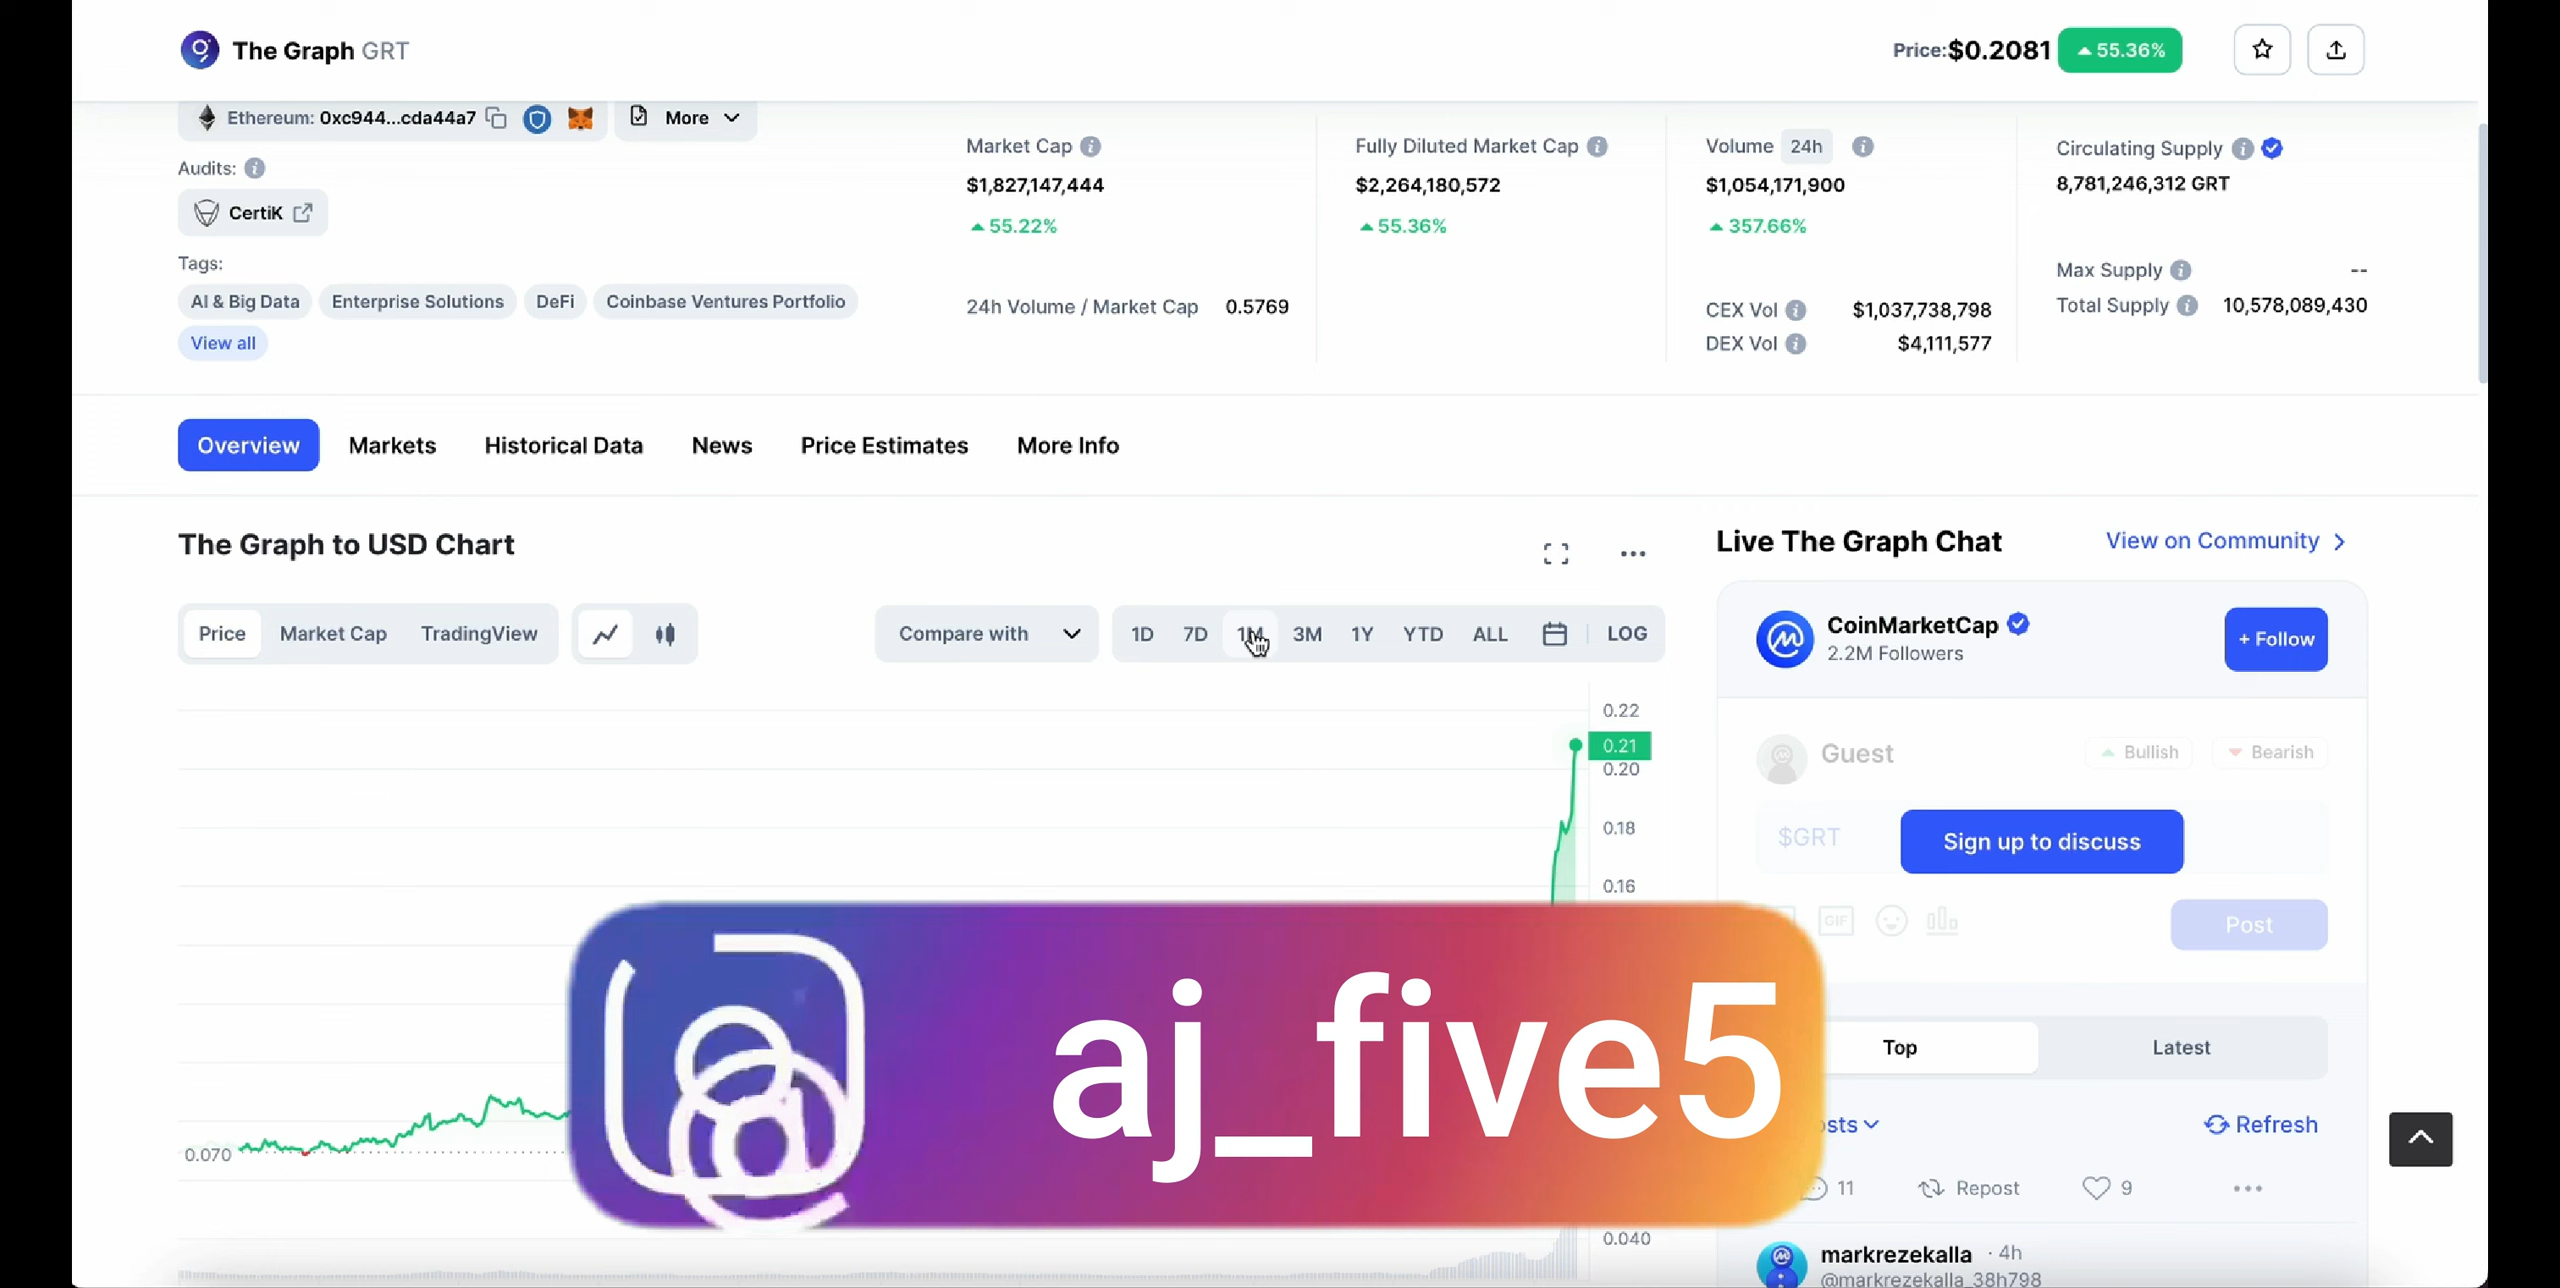 The Graph GRT
Price:$0.2081 55.36%
Ethereum: 0xc944...cda44a7
More
Audits:
CertiK
Tags:
AI & Big Data
Enterprise Solutions
DeFi
Coinbase Ventures Portfolio
View all
Market Cap
$1,827,147,444
55.22%
24h Volume / Market Cap 0.5769
Fully Diluted Market Cap
$2,264,180,572
55.36%
Volume 24h
$1,054,171,900
357.66%
CEX Vol $1,037,738,798
DEX Vol $4,111,577
Circulating Supply
8,781,246,312 GRT
Max Supply --
Total Supply 10,578,089,430
Overview
Markets
Historical Data
News
Price Estimates
More Info
The Graph to USD Chart
Price
Market Cap
TradingView
Compare with
1D
7D
1M
3M
1Y
YTD
ALL
LOG
0.22
0.21
0.20
0.18
0.16
0.070
0.040
aj_five5
Live The Graph Chat
View on Community
CoinMarketCap
2.2M Followers
+ Follow
Guest
Bullish
Bearish
$GRT
Sign up to discuss
GIF
Post
Top
Latest
Refresh
11
Repost
9
markrezekalla · 4h
@markrezekalla_38h798